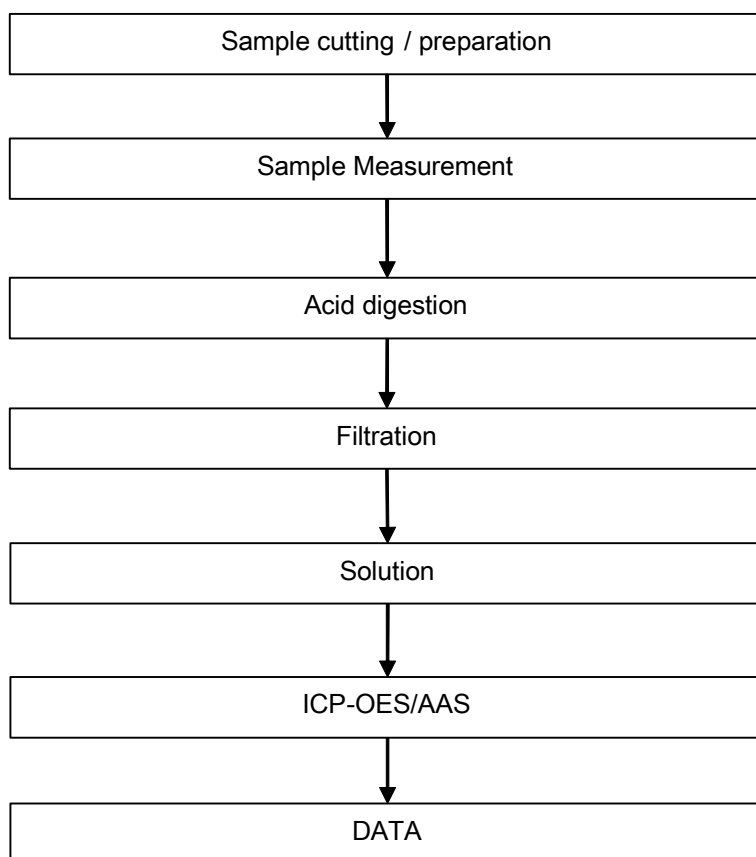 Sample cutting / preparation
Sample Measurement
Acid digestion
Filtration
Solution
ICP-OES/AAS
DATA